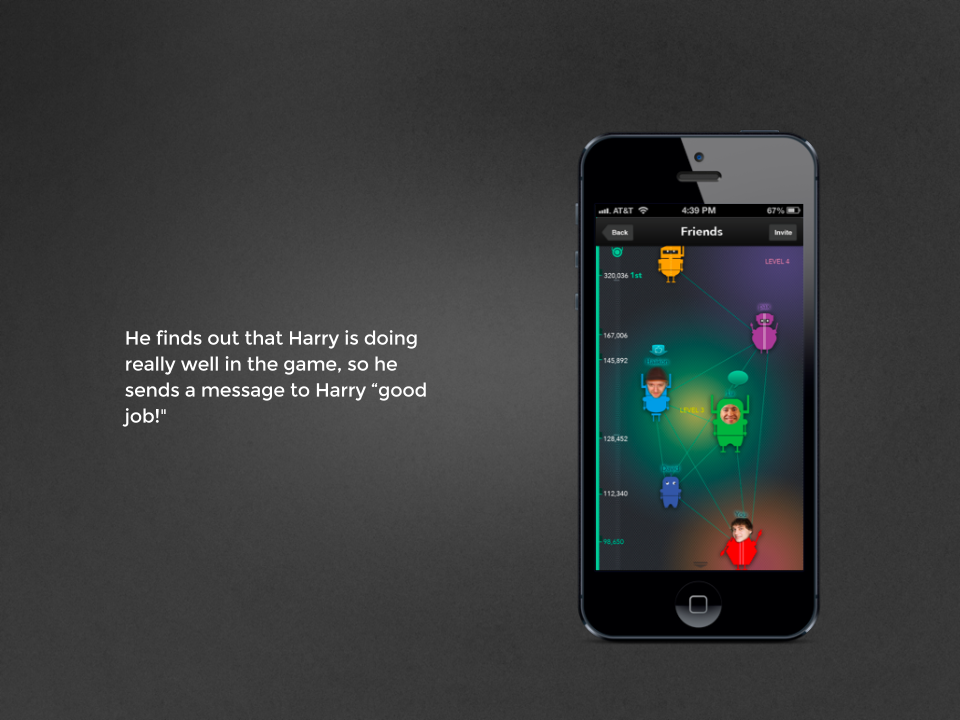 He finds out that Harry is doing
really well in the game, so he
sends a message to Harry “good
job!"
AT&T 4:39 PM 67%
Back Friends Invite
LEVEL 4
320,036 1st
167,006
145,892
LEVEL 3
128,452
112,340
98,630
You